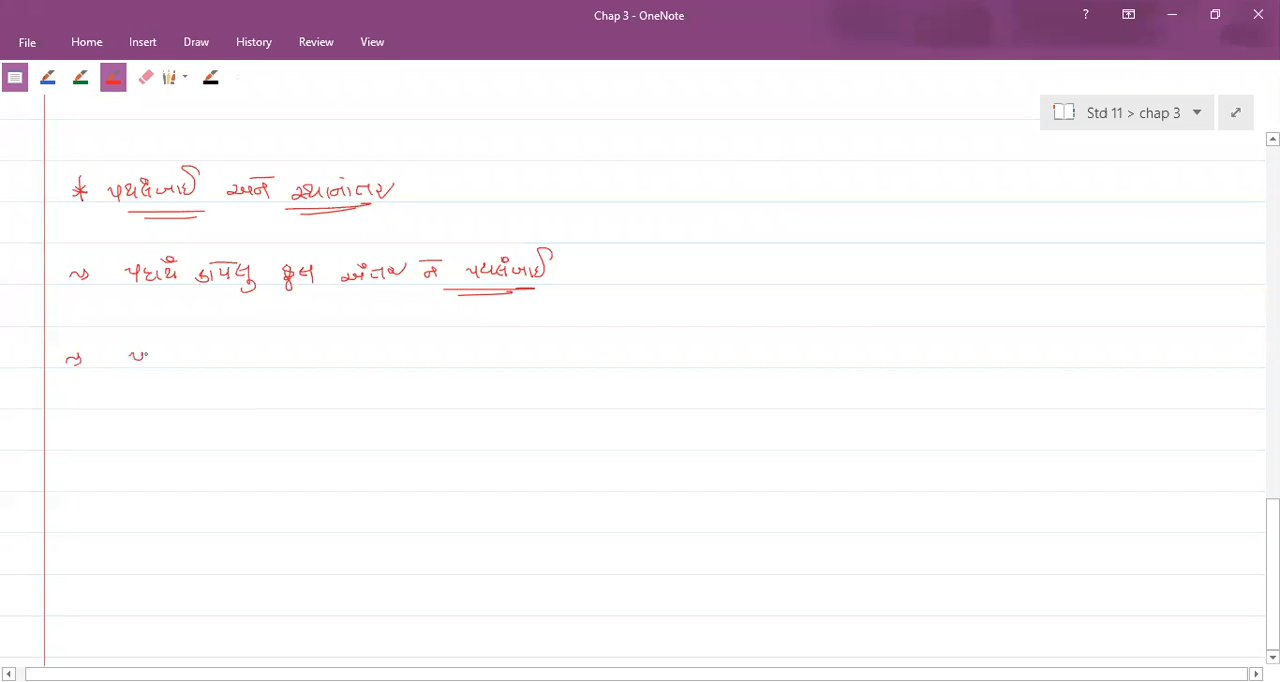 Chap 3 - OneNote
?
File Home Insert Draw History Review View
Std 11 > chap 3
* પથલંબાઈ અને સ્થાનાંતર
પદાર્થે કાપેલુ કુલ અંતર ને પથલંબાઈ